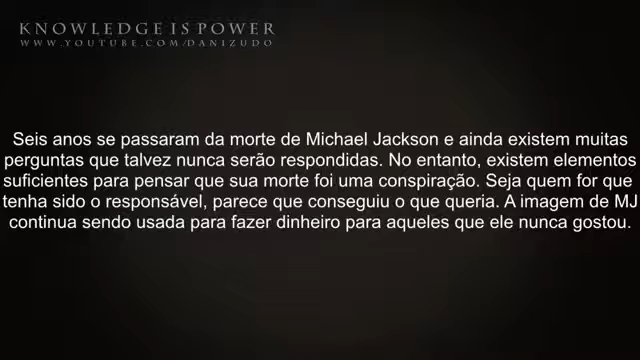 KNOWLEDGE IS POWER
WWW.YOUTUBE.COM/DANIZUDO
Seis anos se passaram da morte de Michael Jackson e ainda existem muitas
perguntas que talvez nunca serão respondidas. No entanto, existem elementos
suficientes para pensar que sua morte foi uma conspiração. Seja quem for que
tenha sido o responsável, parece que conseguiu o que queria. A imagem de MJ
continua sendo usada para fazer dinheiro para aqueles que ele nunca gostou.